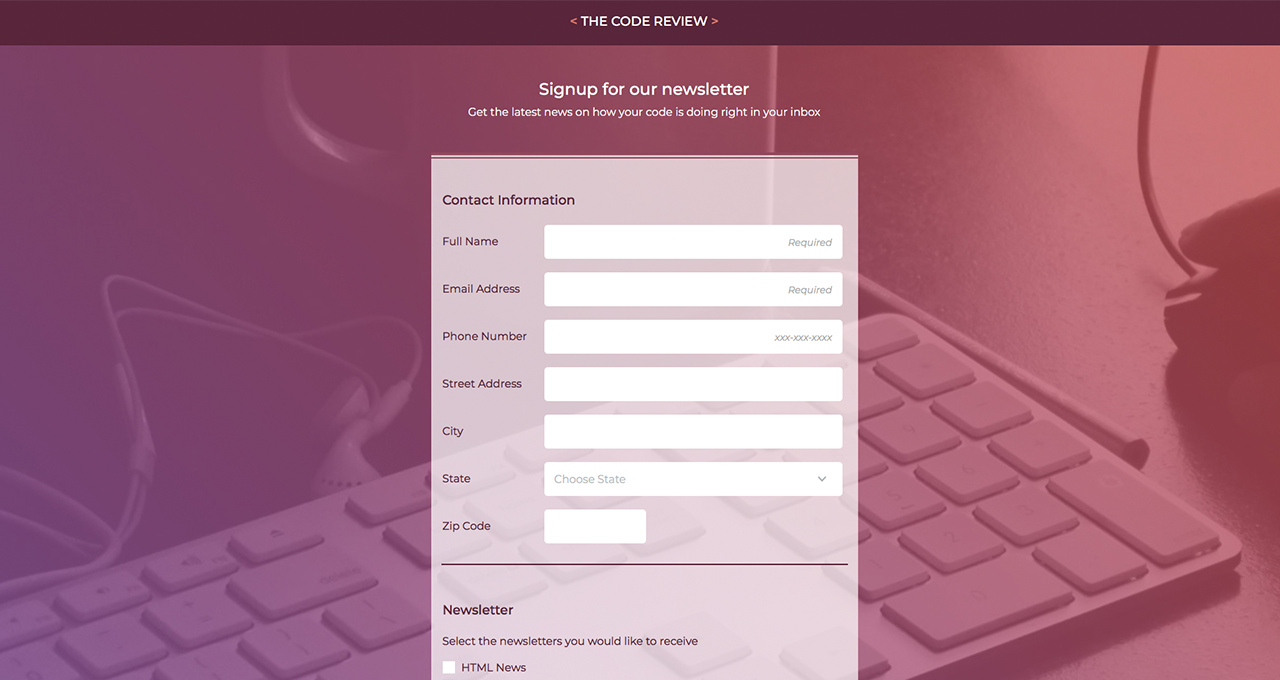 < THE CODE REVIEW >
Signup for our newsletter
Get the latest news on how your code is doing right in your inbox
Contact Information
Full Name Required
Email Address Required
Phone Number xxx-xxx-xxxx
Street Address
City
State Choose State
Zip Code
Newsletter
Select the newsletters you would like to receive
HTML News
delete